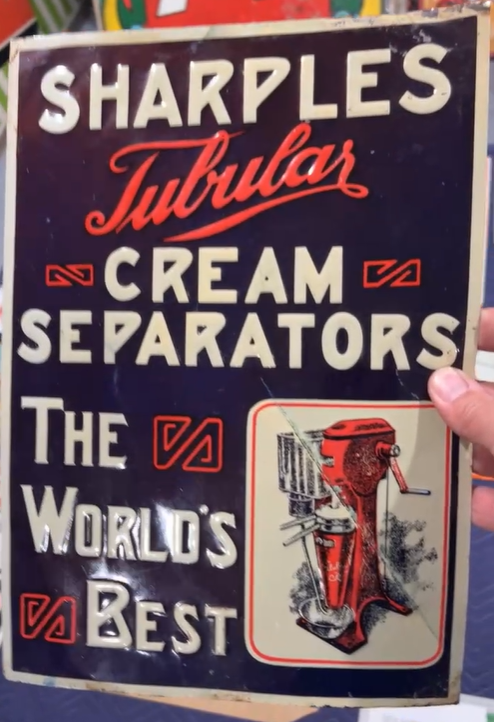 SHARPLES
Tubular
CREAM
SEPARATORS
THE
WORLD'S
BEST